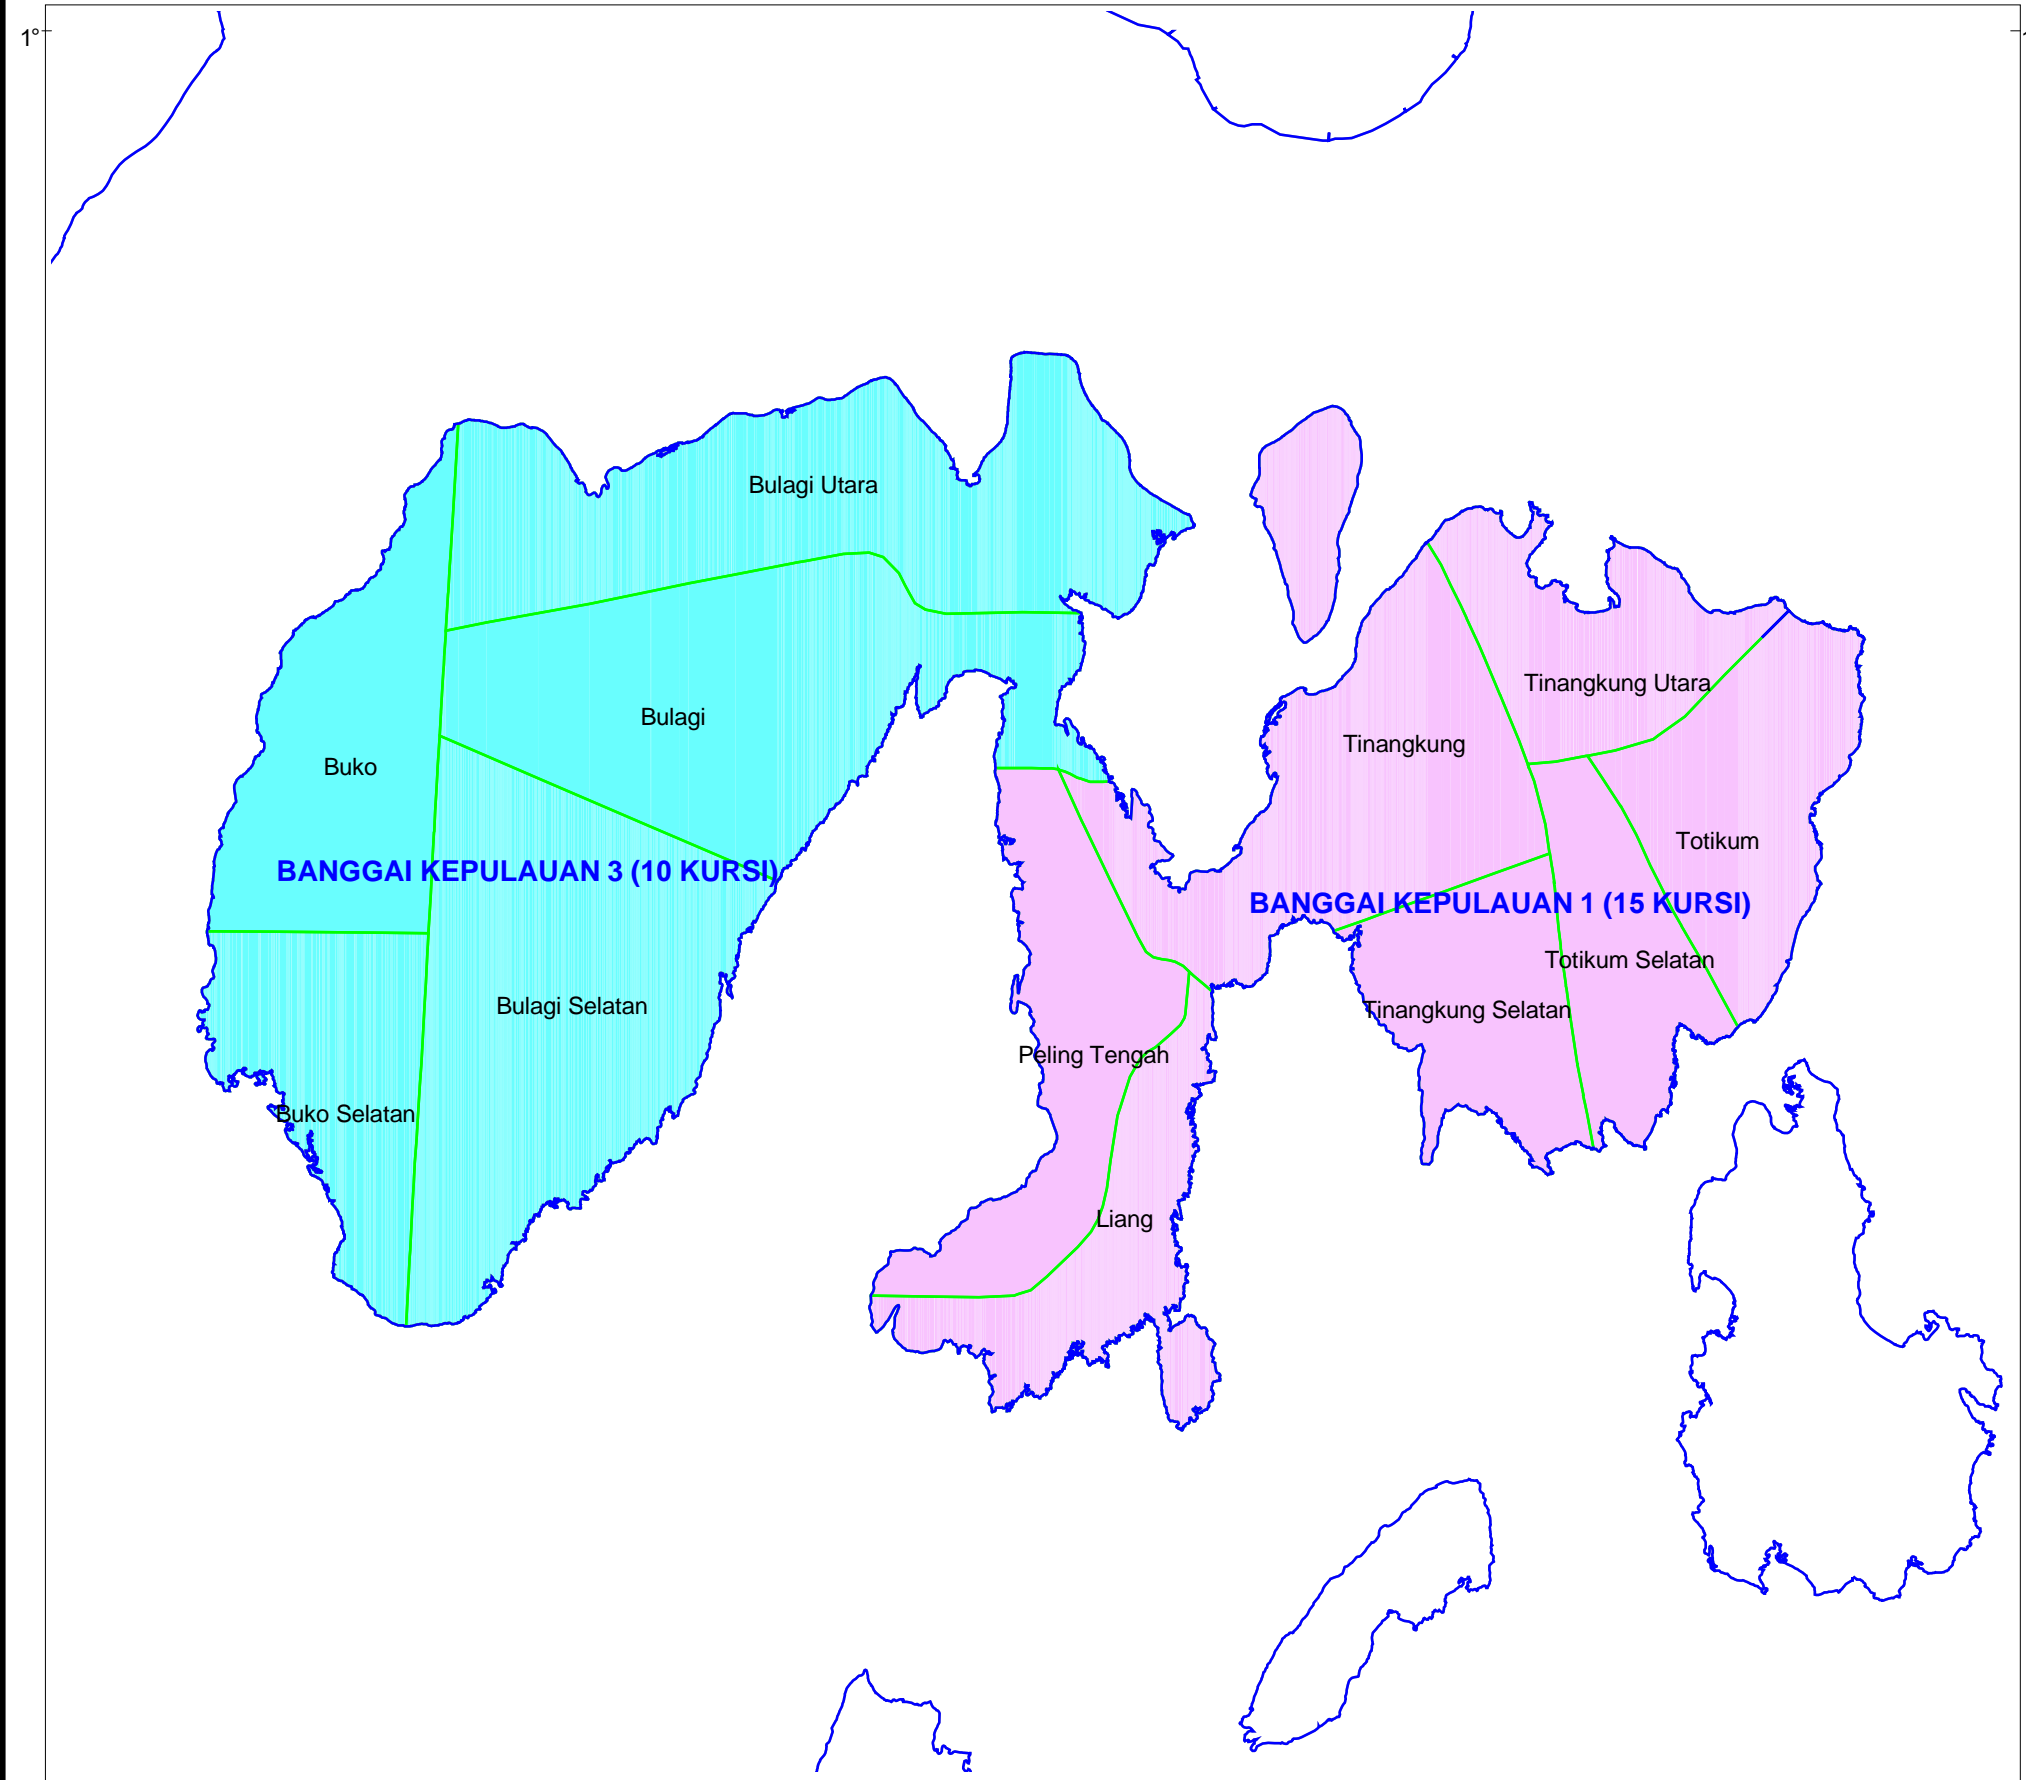 1°
Bulagi Utara
Tinangkung Utara
Bulagi
Tinangkung
Buko
Totikum
BANGGAI KEPULAUAN 3 (10 KURSI)
BANGGAI KEPULAUAN 1 (15 KURSI)
Totikum Selatan
Bulagi Selatan
Tinangkung Selatan
Peling Tengah
Buko Selatan
Liang